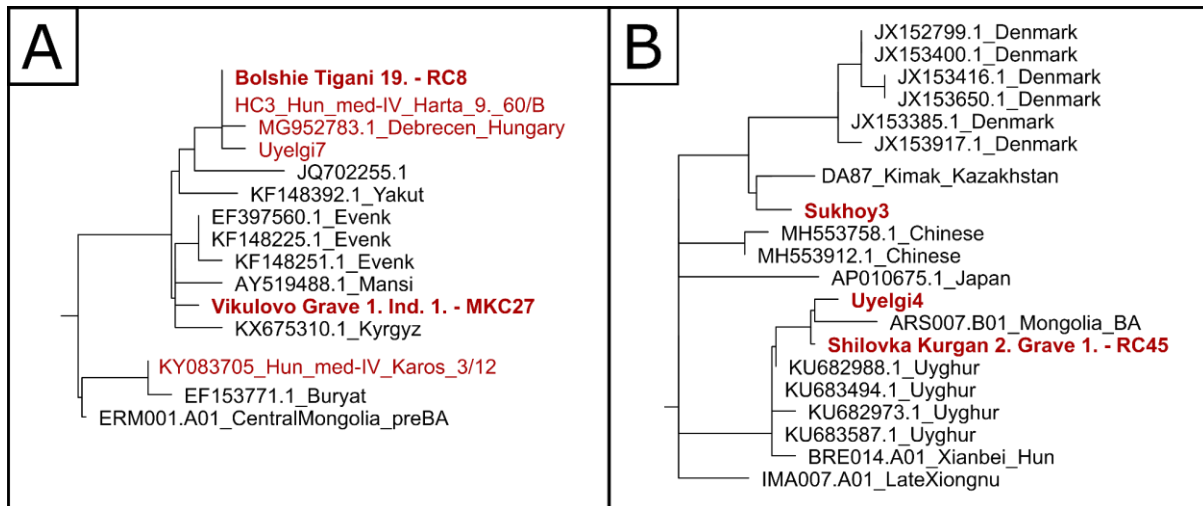 A
Bolshie Tigani 19. - RC8
HC3_Hun_med-IV_Harta_9._60/B
MG952783.1_Debrecen_Hungary
Uyelgi7
JQ702255.1
KF148392.1_Yakut
EF397560.1_Evenk
KF148225.1_Evenk
KF148251.1_Evenk
AY519488.1_Mansi
Vikulovo Grave 1. Ind. 1. - MKC27
KX675310.1_Kyrgyz
KY083705_Hun_med-IV_Karos_3/12
EF153771.1_Buryat
ERM001.A01_CentralMongolia_preBA
B
JX152799.1_Denmark
JX153400.1_Denmark
JX153416.1_Denmark
JX153650.1_Denmark
JX153385.1_Denmark
JX153917.1_Denmark
DA87_Kimak_Kazakhstan
Sukhoy3
MH553758.1_Chinese
MH553912.1_Chinese
AP010675.1_Japan
Uyelgi4
ARS007.B01_Mongolia_BA
Shilovka Kurgan 2. Grave 1. - RC45
KU682988.1_Uyghur
KU683494.1_Uyghur
KU682973.1_Uyghur
KU683587.1_Uyghur
BRE014.A01_Xianbei_Hun
IMA007.A01_LateXiongnu